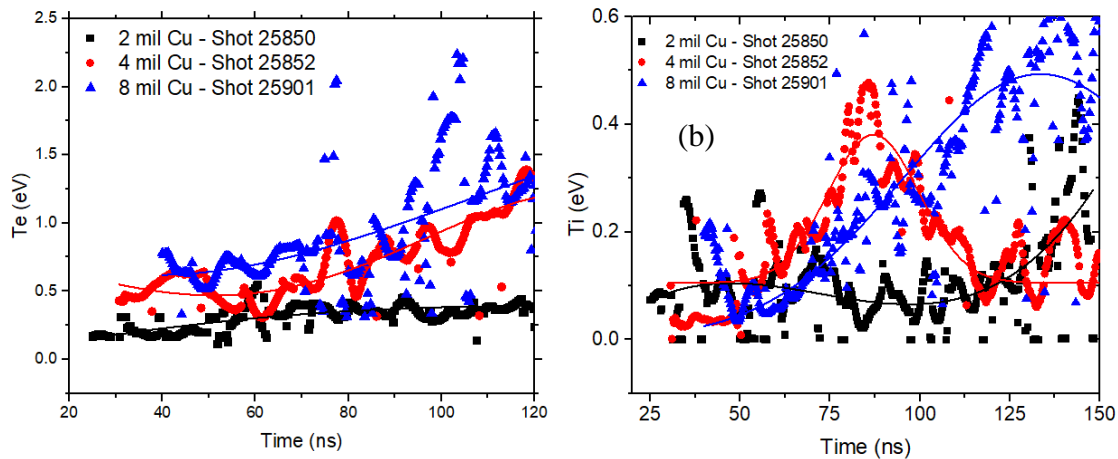 2.5
2.0
1.5
1.0
0.5
0.0
Te (eV)
2 mil Cu - Shot 25850
4 mil Cu - Shot 25852
8 mil Cu - Shot 25901
20 40 60 80 100 120
Time (ns)
0.6
0.4
0.2
0.0
Ti (eV)
2 mil Cu - Shot 25850
4 mil Cu - Shot 25852
8 mil Cu - Shot 25901
(b)
25 50 75 100 125 150
Time (ns)